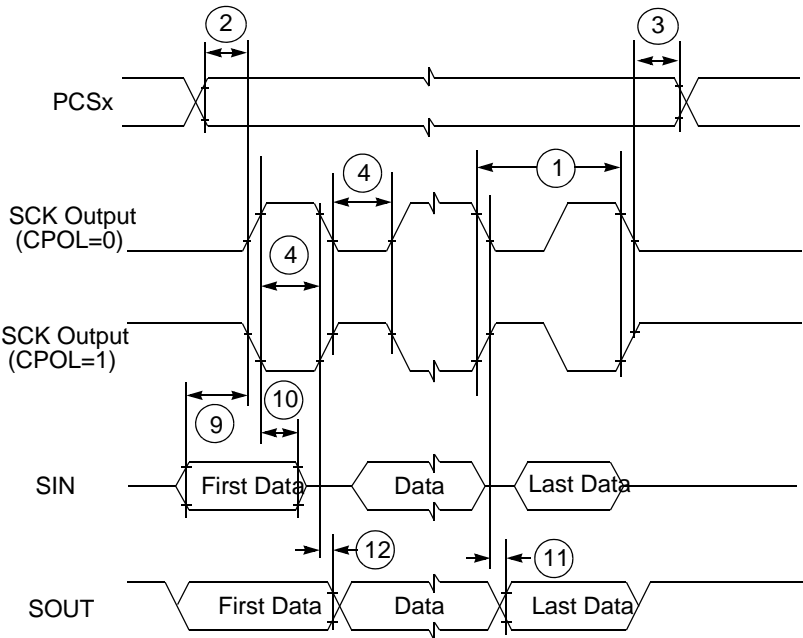 2
3
PCSx
4
1
SCK Output
(CPOL=0)
4
SCK Output
(CPOL=1)
9
10
SIN
First Data
Data
Last Data
12
11
SOUT
First Data
Data
Last Data